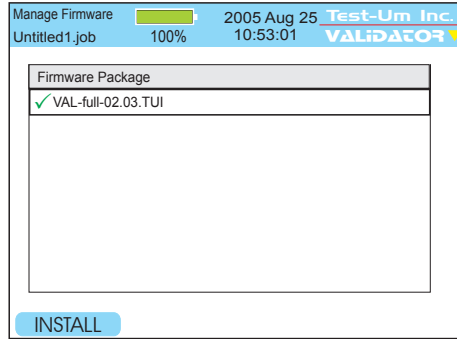 Manage Firmware 2005 Aug 25 Test-Um Inc.
Untitled1.job 100% 10:53:01 VALiDATOR
Firmware Package
VAL-full-02.03.TUI
INSTALL